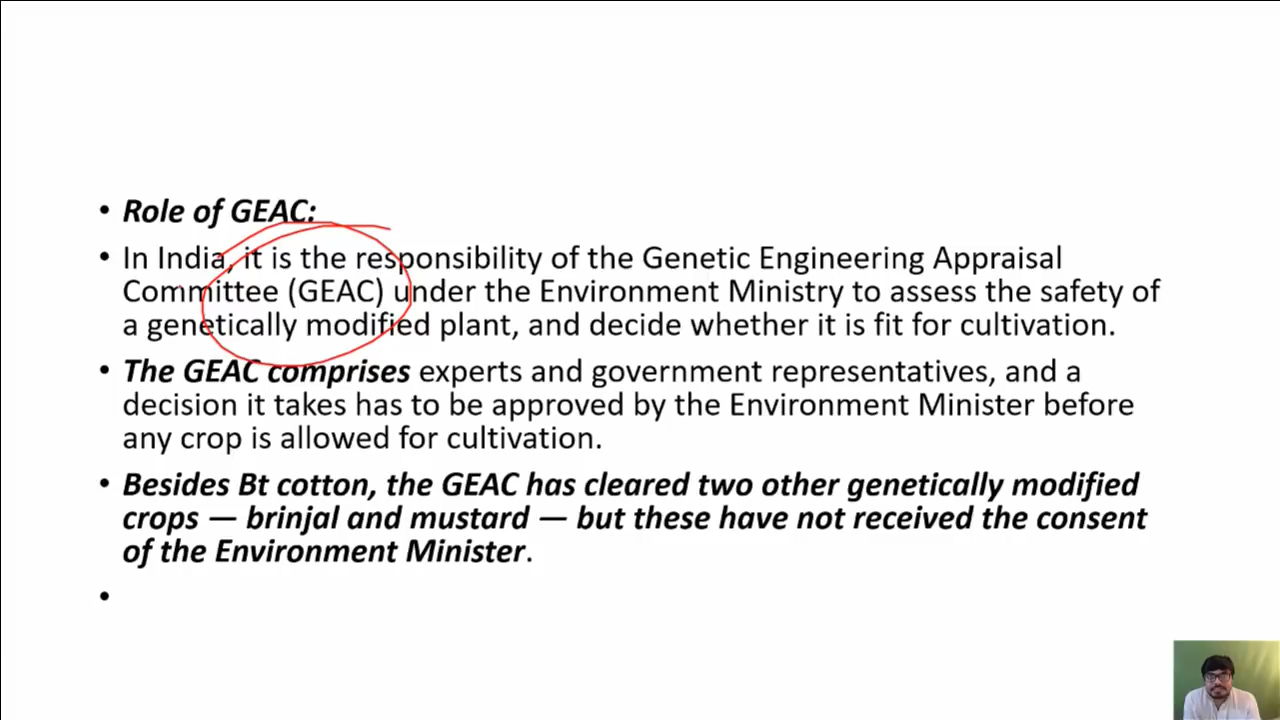 • Role of GEAC:
• In India, it is the responsibility of the Genetic Engineering Appraisal
Committee (GEAC) under the Environment Ministry to assess the safety of
a genetically modified plant, and decide whether it is fit for cultivation.
• The GEAC comprises experts and government representatives, and a
decision it takes has to be approved by the Environment Minister before
any crop is allowed for cultivation.
• Besides Bt cotton, the GEAC has cleared two other genetically modified
crops — brinjal and mustard — but these have not received the consent
of the Environment Minister.
•